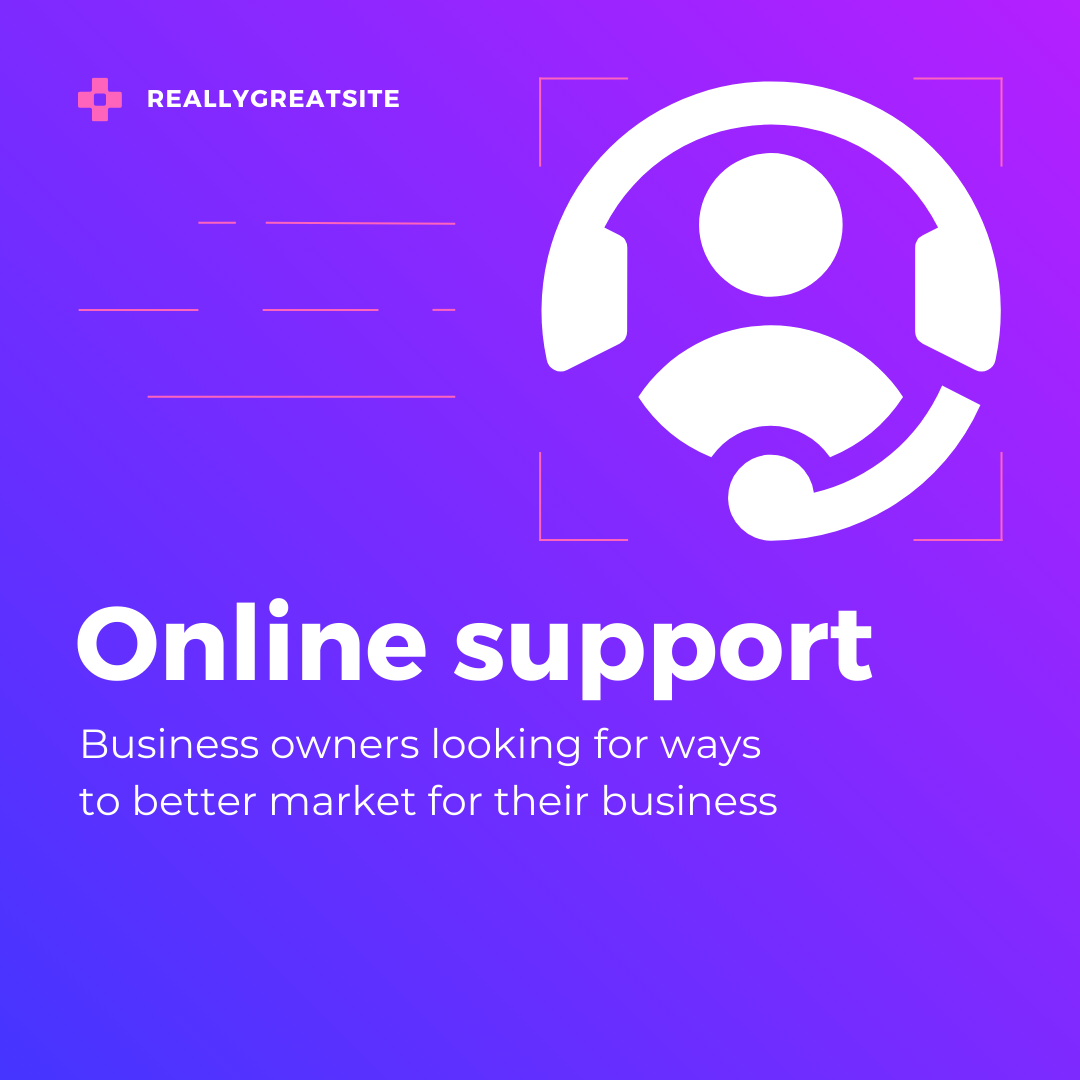 REALLYGREATSITE
Online support
Business owners looking for ways
to better market for their business